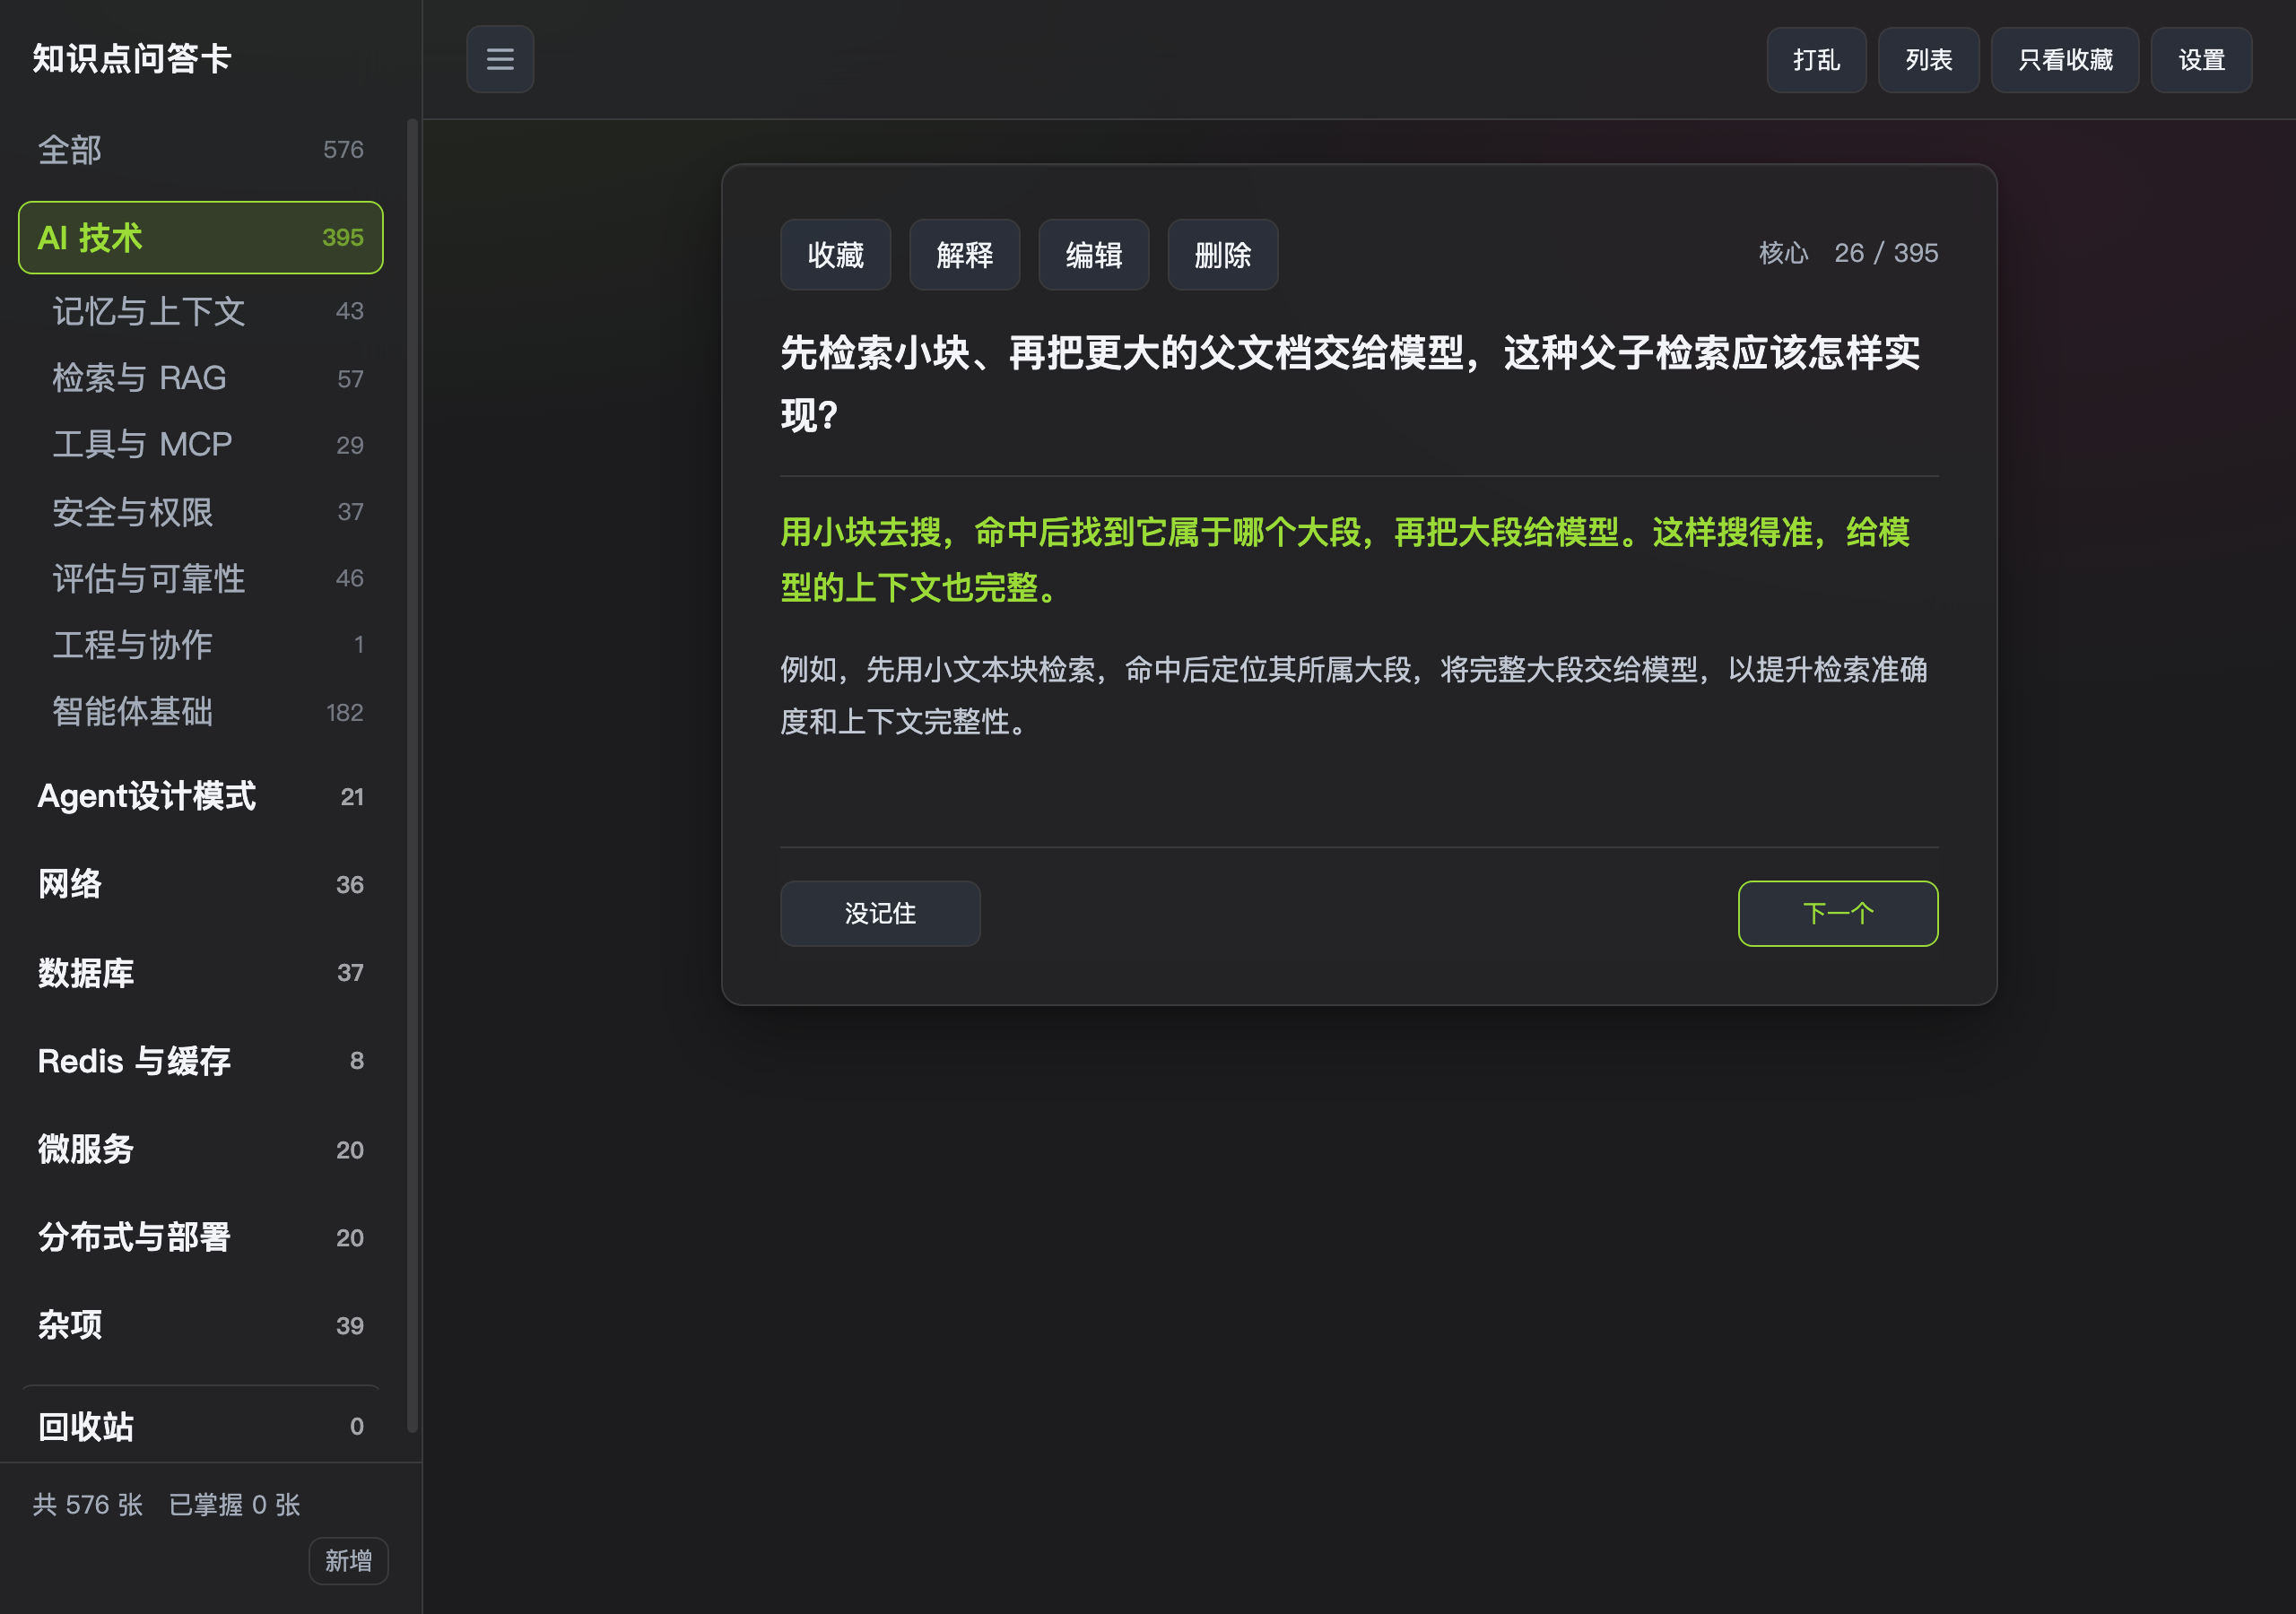 知识点问答卡
全部 576
AI 技术 395
记忆与上下文 43
检索与 RAG 57
工具与 MCP 29
安全与权限 37
评估与可靠性 46
工程与协作 1
智能体基础 182
Agent设计模式 21
网络 36
数据库 37
Redis 与缓存 8
微服务 20
分布式与部署 20
杂项 39
回收站 0
共 576 张 已掌握 0 张
新增
打乱 列表 只看收藏 设置
收藏 解释 编辑 删除 核心 26 / 395
先检索小块、再把更大的父文档交给模型，这种父子检索应该怎样实
现？
用小块去搜，命中后找到它属于哪个大段，再把大段给模型。这样搜得准，给模
型的上下文也完整。
例如，先用小文本块检索，命中后定位其所属大段，将完整大段交给模型，以提升检索准确
度和上下文完整性。
没记住 下一个